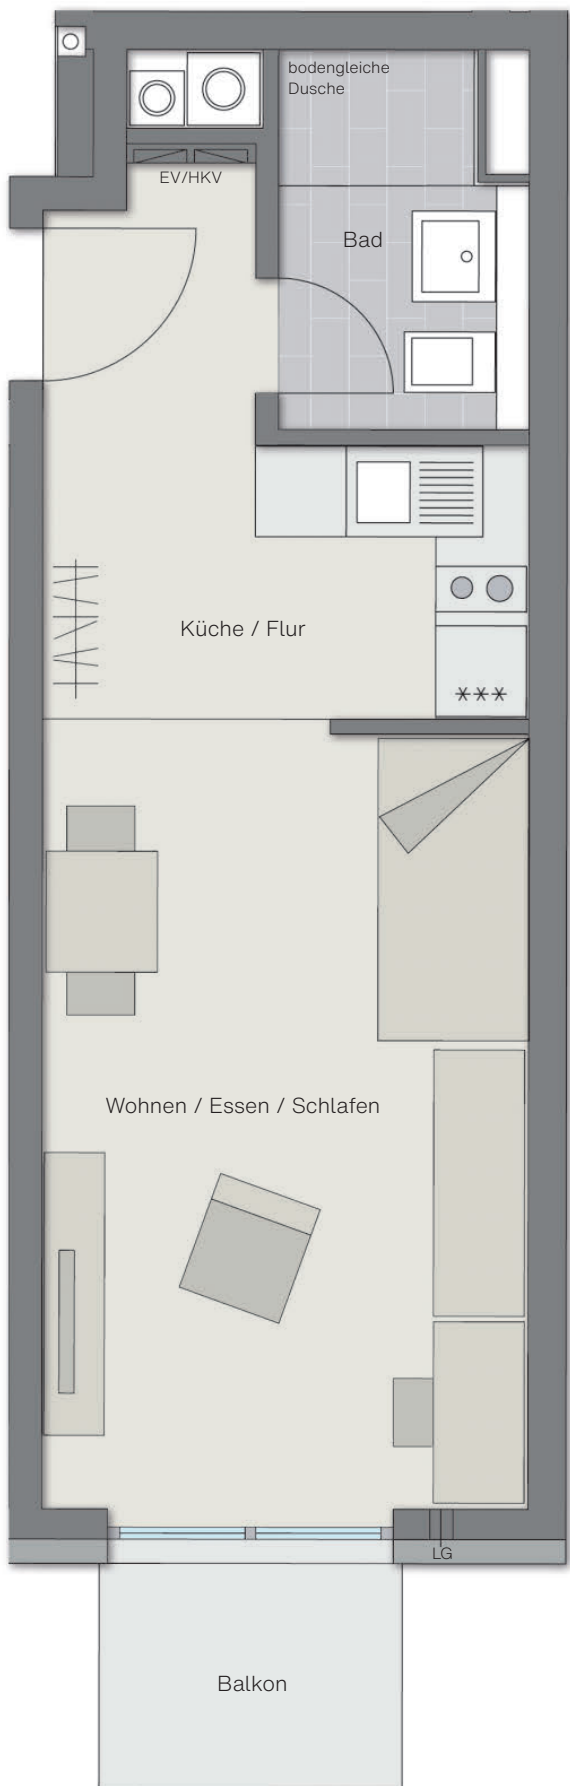 bodengleiche
Dusche
EV/HKV
Bad
Küche / Flur
***
Wohnen / Essen / Schlafen
LG
Balkon